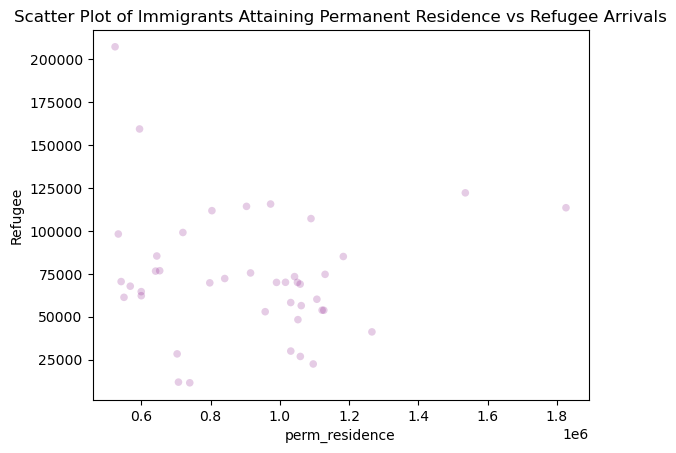 Scatter Plot of Immigrants Attaining Permanent Residence vs Refugee Arrivals
200000
175000
150000
125000
100000
75000
50000
25000
Refugee
0.6 0.8 1.0 1.2 1.4 1.6 1.8
1e6
perm_residence